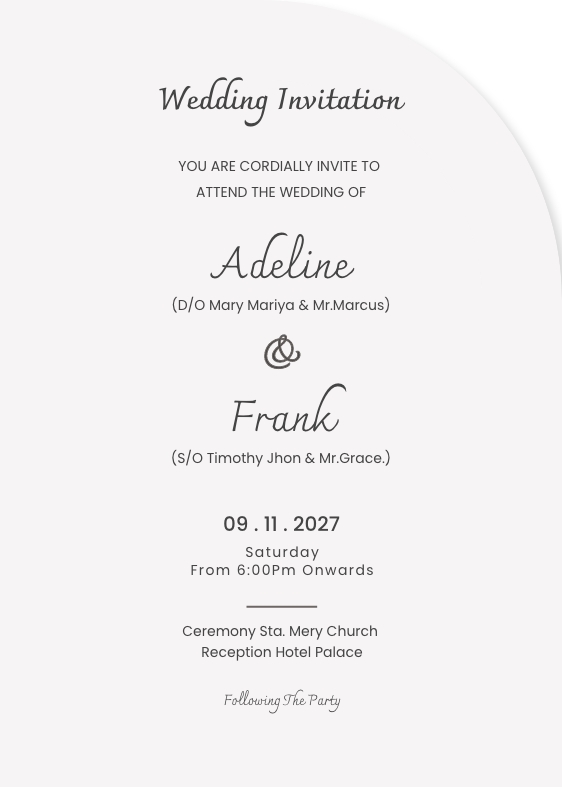 Wedding Invitation
YOU ARE CORDIALLY INVITE TO
ATTEND THE WEDDING OF
Adeline
(D/O Mary Mariya & Mr.Marcus)
&
Frank
(S/O Timothy Jhon & Mr.Grace.)
09 . 11 . 2027
Saturday
From 6:00Pm Onwards
Ceremony Sta. Mery Church
Reception Hotel Palace
Following The Party